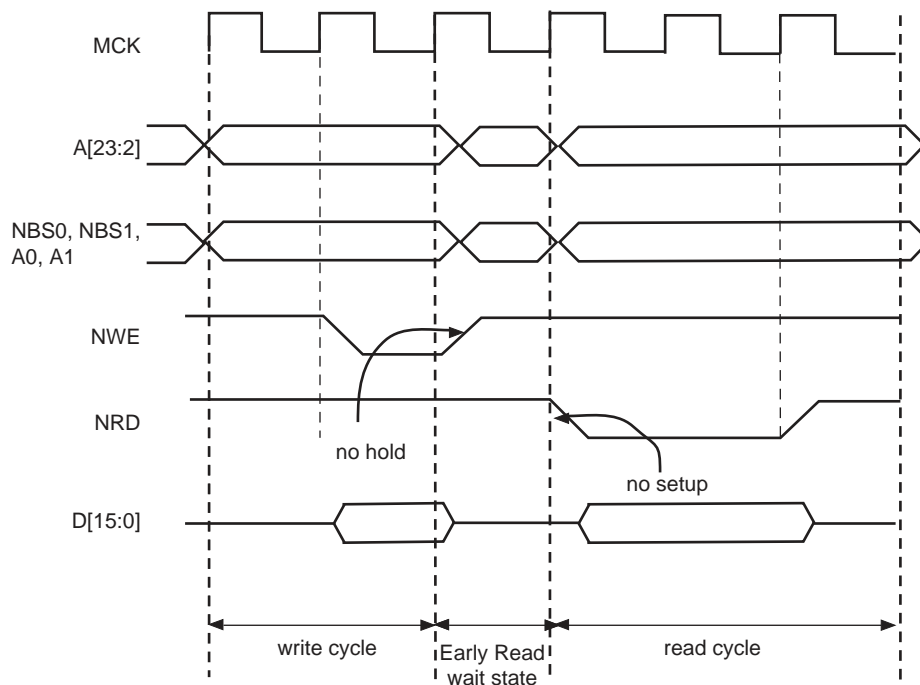 MCK
A[23:2]
NBS0, NBS1,
A0, A1
NWE
NRD
no hold
no setup
D[15:0]
write cycle
Early Read
wait state
read cycle